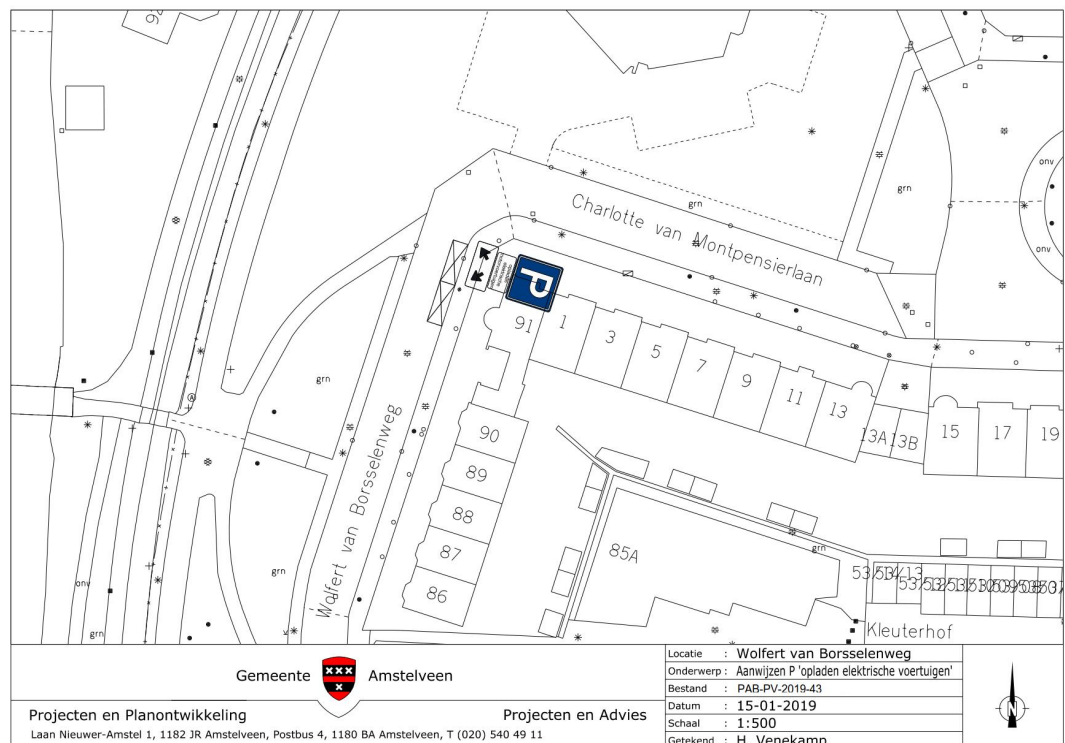 92
grn
Charlotte van Montpensierlaan
grn
onv
onv
P
91
1
3
5
7
9
11
13
13A
13B
15
17
19
grn
Wolfert van Borsselenweg
90
89
88
87
86
85A
grn
grn
onv
grn
A
Kleuterhof
Gemeente Amstelveen
Projecten en Planontwikkeling
Projecten en Advies
Laan Nieuwer-Amstel 1, 1182 JR Amstelveen, Postbus 4, 1180 BA Amstelveen, T (020) 540 49 11
Locatie : Wolfert van Borsselenweg
Onderwerp : Aanwijzen P 'opladen elektrische voertuigen'
Bestand : PAB-PV-2019-43
Datum : 15-01-2019
Schaal : 1:500
Getekend : H. Venekamp
N